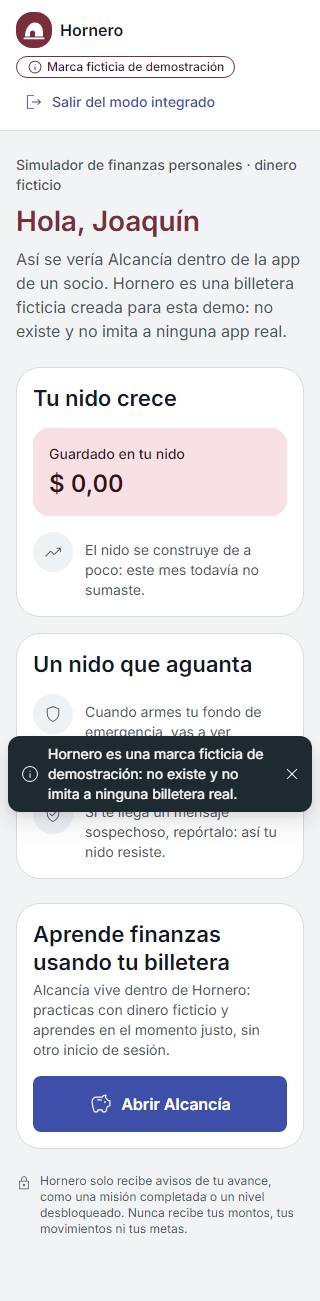 Hornero
Marca ficticia de demostración
Salir del modo integrado
Simulador de finanzas personales · dinero
ficticio
Hola, Joaquín
Así se vería Alcancía dentro de la app
de un socio. Hornero es una billetera
ficticia creada para esta demo: no
existe y no imita a ninguna app real.
Tu nido crece
Guardado en tu nido
$ 0,00
El nido se construye de a
poco: este mes todavía no
sumaste.
Un nido que aguanta
Cuando armes tu fondo de
emergencia, vas a ver
Hornero es una marca ficticia de
demostración: no existe y no
imita a ninguna billetera real.
Si te llega un mensaje
sospechoso, repórtalo: así tu
nido resiste.
Aprende finanzas
usando tu billetera
Alcancía vive dentro de Hornero:
practicas con dinero ficticio y
aprendes en el momento justo, sin
otro inicio de sesión.
Abrir Alcancía
Hornero solo recibe avisos de tu avance,
como una misión completada o un nivel
desbloqueado. Nunca recibe tus montos, tus
movimientos ni tus metas.